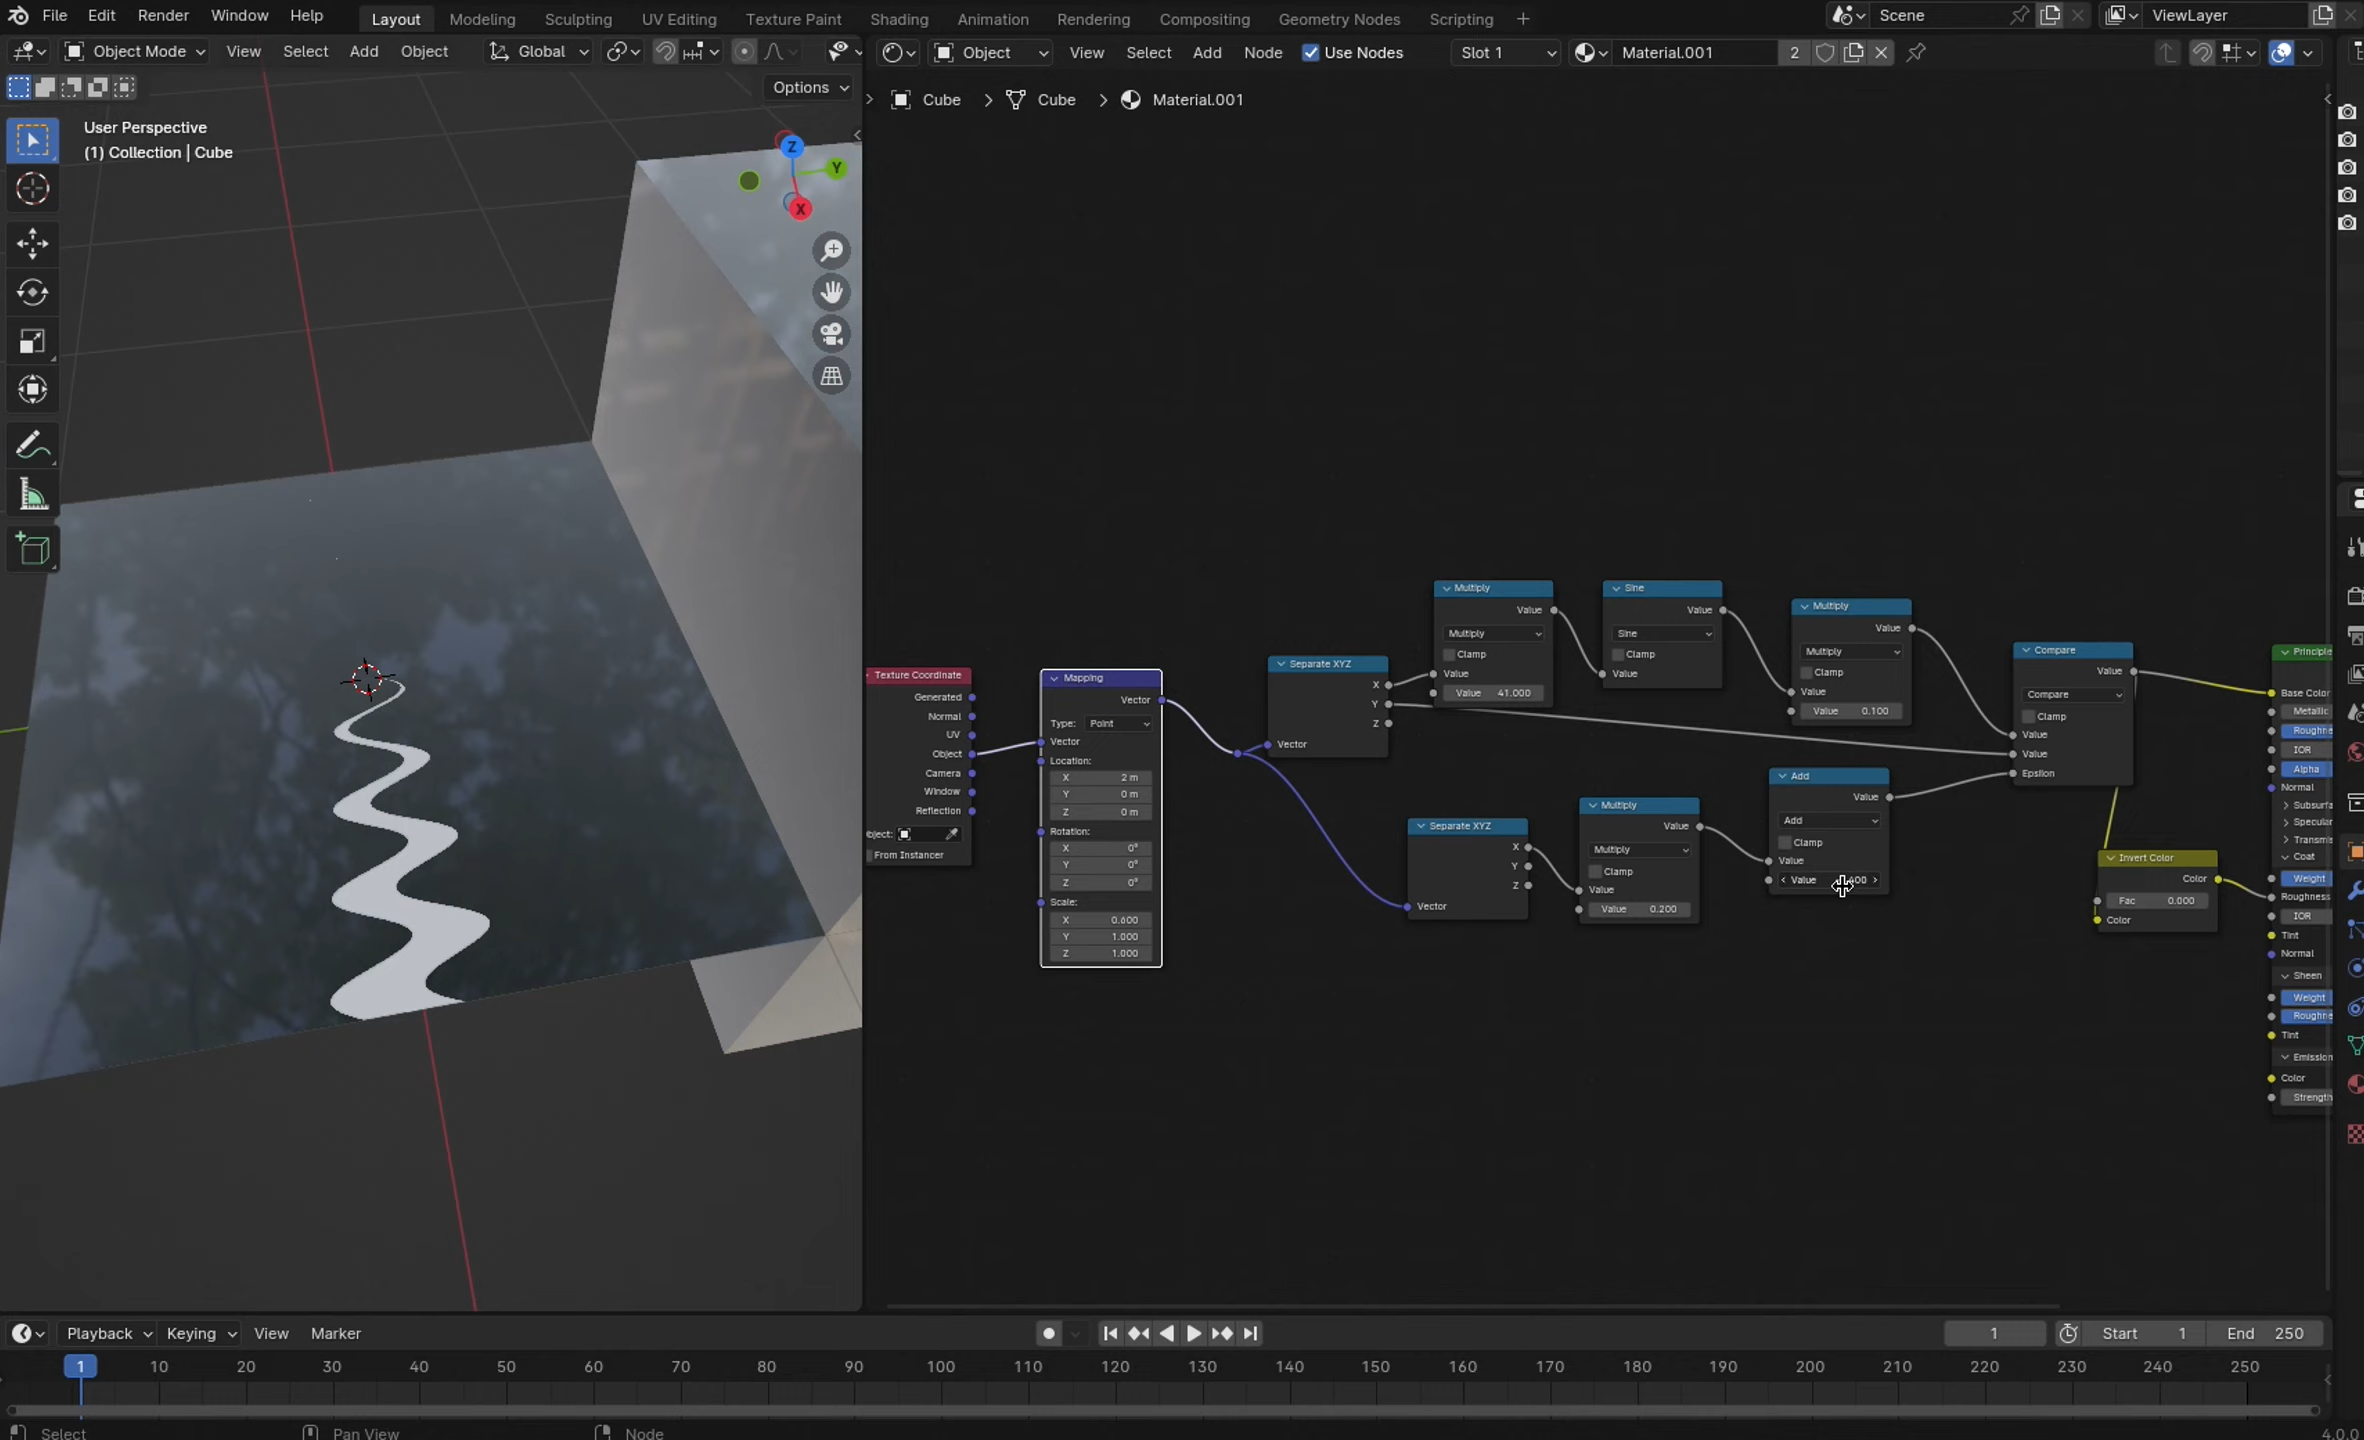 File Edit Render Window Help Layout Modeling Sculpting UV Editing Texture Paint Shading Animation Rendering Compositing Geometry Nodes Scripting + Scene ViewLayer
Object Mode View Select Add Object Global Object View Select Add Node Use Nodes Slot 1 Material.001 2
Options
User Perspective
(1) Collection | Cube
Cube > Cube > Material.001
Z
Y
X
Texture Coordinate
Generated
Normal
UV
Object
Camera
Window
Reflection
From Instancer
Mapping
Vector
Type: Point
Vector
Location:
X 2 m
Y 0 m
Z 0 m
Rotation:
X 0°
Y 0°
Z 0°
Scale:
X 0.600
Y 1.000
Z 1.000
Separate XYZ
X
Y
Z
Vector
Multiply
Value
Multiply
Clamp
Value
Value 41.000
Sine
Value
Sine
Clamp
Value
Multiply
Value
Multiply
Clamp
Value
Value 0.100
Separate XYZ
X
Y
Z
Vector
Multiply
Value
Multiply
Clamp
Value
Value 0.200
Add
Value
Add
Clamp
Value
Value
Compare
Value
Compare
Clamp
Value
Value
Epsilon
Invert Color
Color
Fac 0.000
Color
Base Color
Metallic
IOR
Alpha
Normal
Coat
Weight
Roughness
IOR
Tint
Normal
Sheen
Weight
Tint
Emission
Color
Strength
Playback Keying View Marker 1 Start 1 End 250
1 10 20 30 40 50 60 70 80 90 100 110 120 130 140 150 160 170 180 190 200 210 220 230 240 250
Select Pan View Node 4.0.0